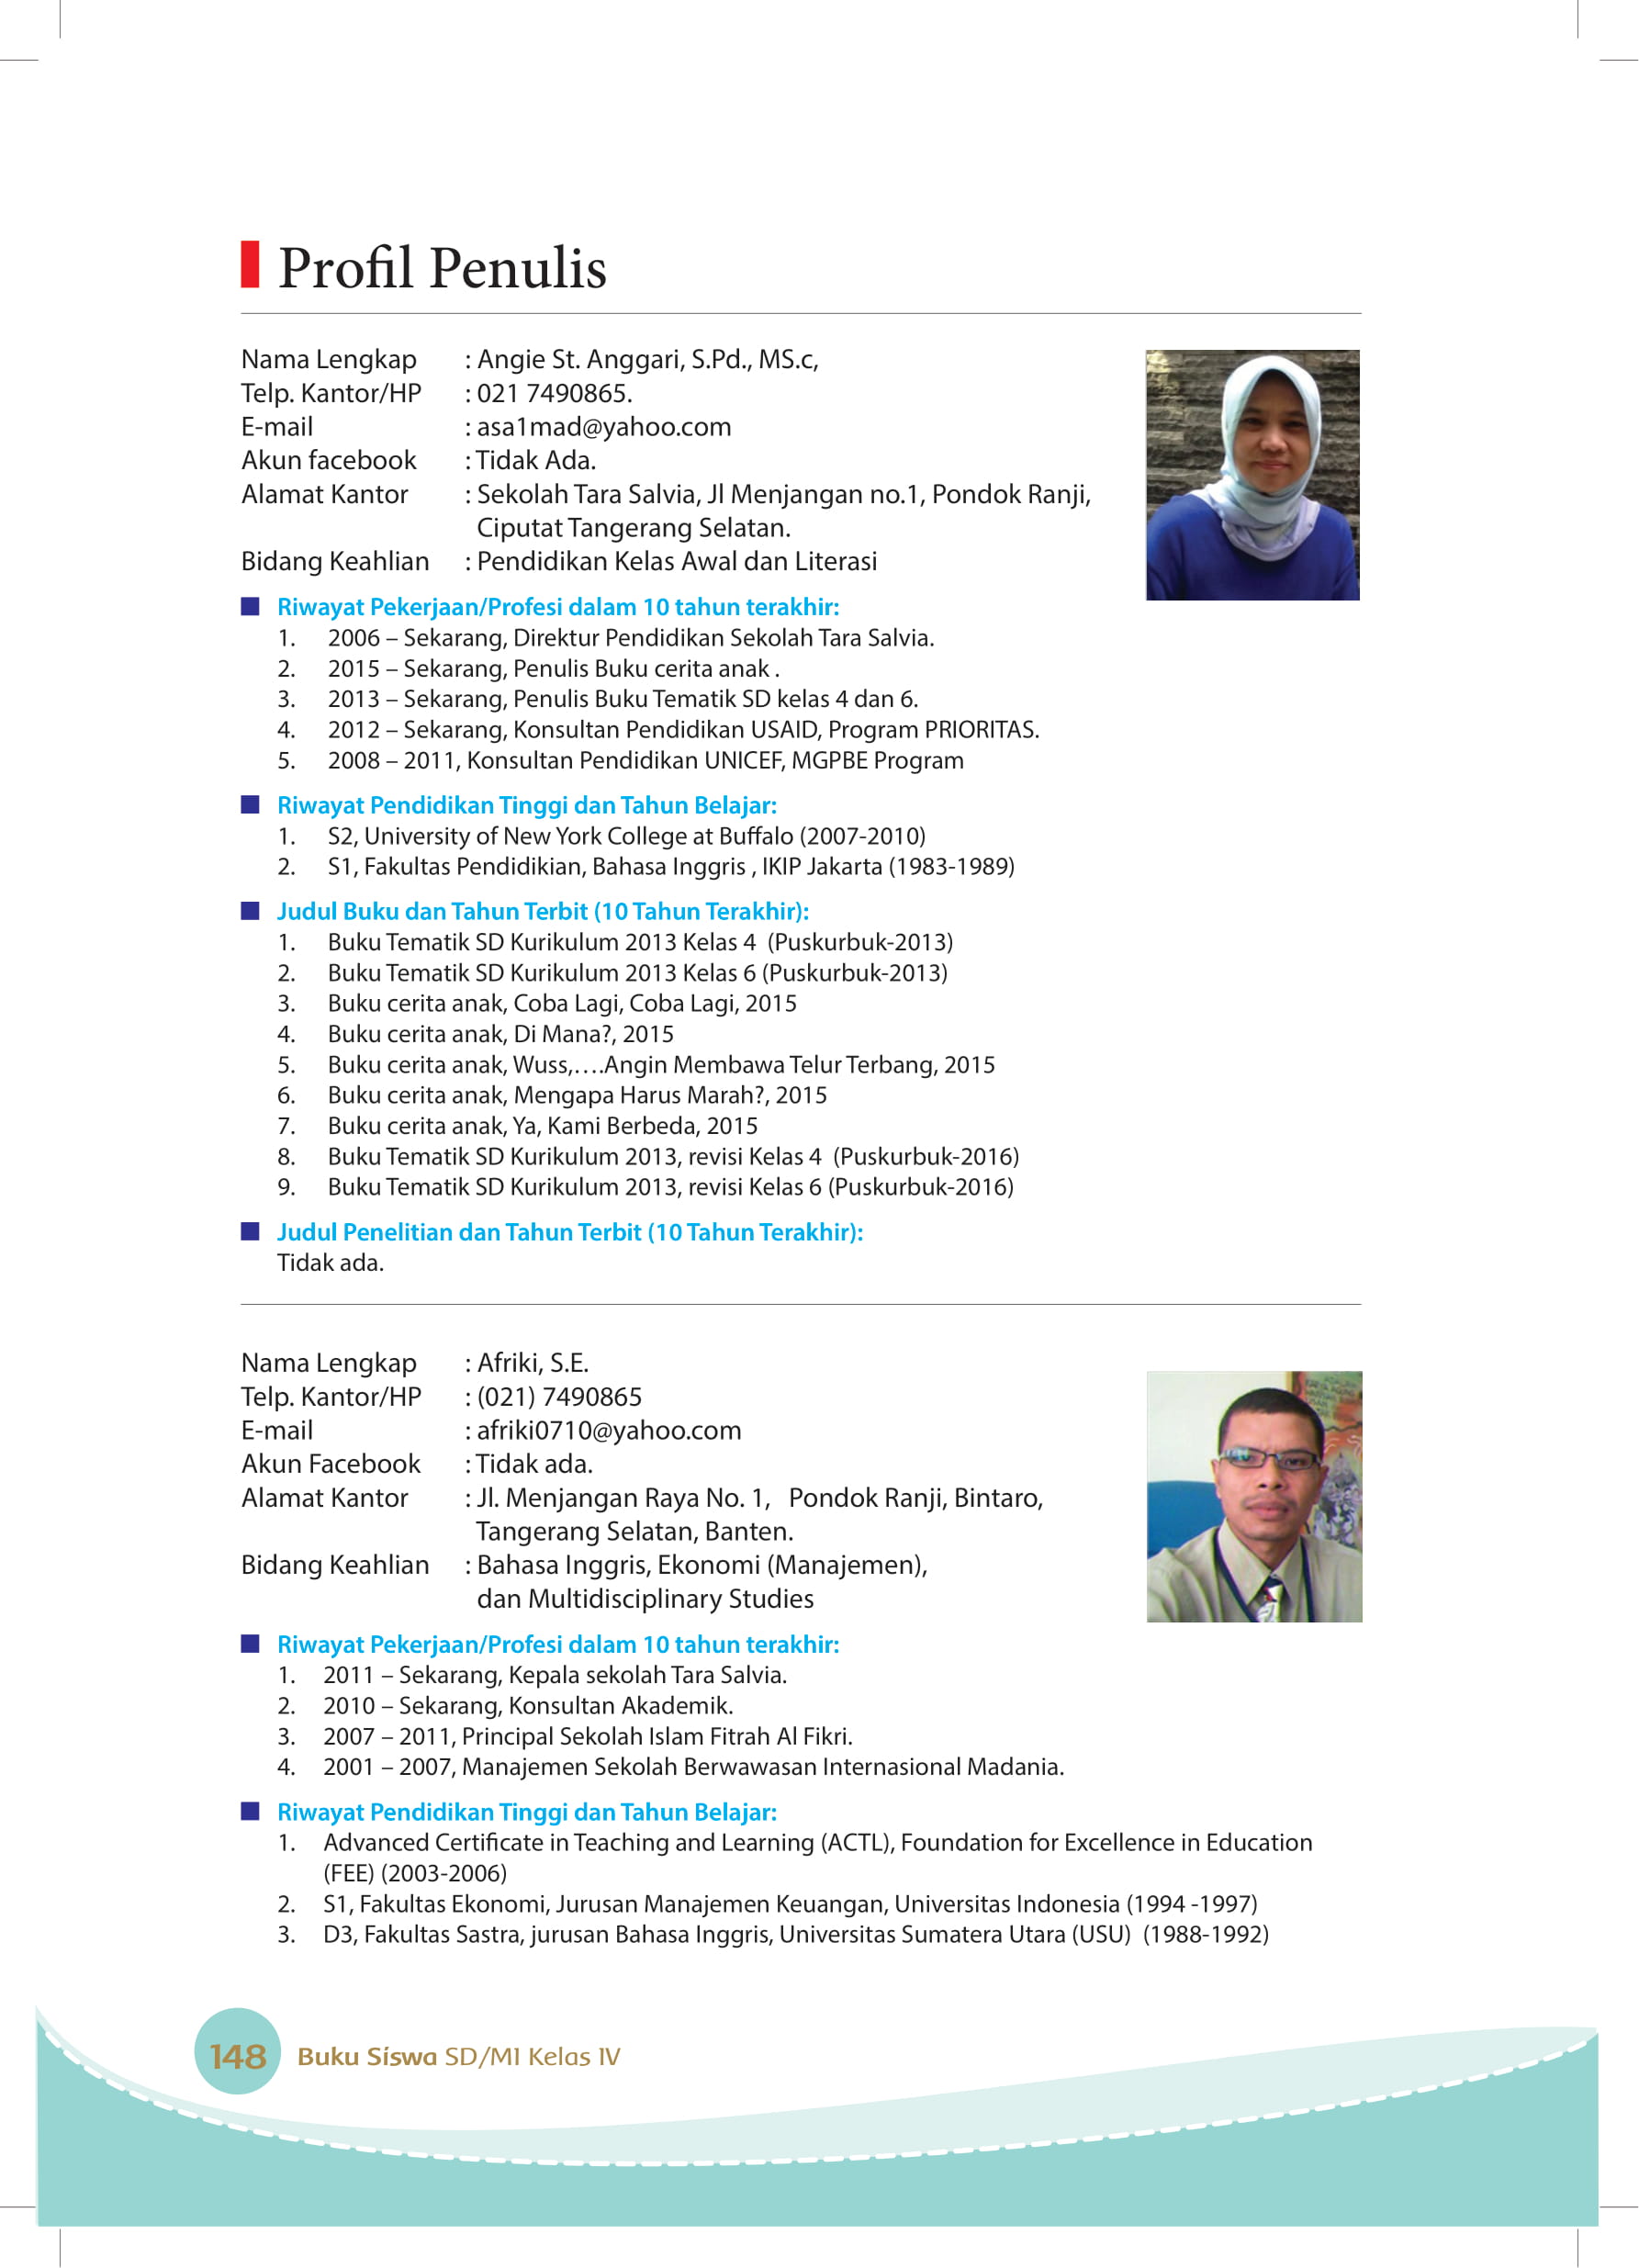 Profil Penulis
Nama Lengkap : Angie St. Anggari, S.Pd., MS.c,
Telp. Kantor/HP : 021 7490865.
E-mail : asa1mad@yahoo.com
Akun facebook : Tidak Ada.
Alamat Kantor : Sekolah Tara Salvia, Jl Menjangan no.1, Pondok Ranji,
Ciputat Tangerang Selatan.
Bidang Keahlian : Pendidikan Kelas Awal dan Literasi
Riwayat Pekerjaan/Profesi dalam 10 tahun terakhir:
1. 2006 – Sekarang, Direktur Pendidikan Sekolah Tara Salvia.
2. 2015 – Sekarang, Penulis Buku cerita anak .
3. 2013 – Sekarang, Penulis Buku Tematik SD kelas 4 dan 6.
4. 2012 – Sekarang, Konsultan Pendidikan USAID, Program PRIORITAS.
5. 2008 – 2011, Konsultan Pendidikan UNICEF, MGPBE Program
Riwayat Pendidikan Tinggi dan Tahun Belajar:
1. S2, University of New York College at Buffalo (2007-2010)
2. S1, Fakultas Pendidikian, Bahasa Inggris , IKIP Jakarta (1983-1989)
Judul Buku dan Tahun Terbit (10 Tahun Terakhir):
1. Buku Tematik SD Kurikulum 2013 Kelas 4 (Puskurbuk-2013)
2. Buku Tematik SD Kurikulum 2013 Kelas 6 (Puskurbuk-2013)
3. Buku cerita anak, Coba Lagi, Coba Lagi, 2015
4. Buku cerita anak, Di Mana?, 2015
5. Buku cerita anak, Wuss,….Angin Membawa Telur Terbang, 2015
6. Buku cerita anak, Mengapa Harus Marah?, 2015
7. Buku cerita anak, Ya, Kami Berbeda, 2015
8. Buku Tematik SD Kurikulum 2013, revisi Kelas 4 (Puskurbuk-2016)
9. Buku Tematik SD Kurikulum 2013, revisi Kelas 6 (Puskurbuk-2016)
Judul Penelitian dan Tahun Terbit (10 Tahun Terakhir):
Tidak ada.
Nama Lengkap : Afriki, S.E.
Telp. Kantor/HP : (021) 7490865
E-mail : afriki0710@yahoo.com
Akun Facebook : Tidak ada.
Alamat Kantor : Jl. Menjangan Raya No. 1, Pondok Ranji, Bintaro,
Tangerang Selatan, Banten.
Bidang Keahlian : Bahasa Inggris, Ekonomi (Manajemen),
dan Multidisciplinary Studies
Riwayat Pekerjaan/Profesi dalam 10 tahun terakhir:
1. 2011 – Sekarang, Kepala sekolah Tara Salvia.
2. 2010 – Sekarang, Konsultan Akademik.
3. 2007 – 2011, Principal Sekolah Islam Fitrah Al Fikri.
4. 2001 – 2007, Manajemen Sekolah Berwawasan Internasional Madania.
Riwayat Pendidikan Tinggi dan Tahun Belajar:
1. Advanced Certificate in Teaching and Learning (ACTL), Foundation for Excellence in Education
(FEE) (2003-2006)
2. S1, Fakultas Ekonomi, Jurusan Manajemen Keuangan, Universitas Indonesia (1994 -1997)
3. D3, Fakultas Sastra, jurusan Bahasa Inggris, Universitas Sumatera Utara (USU) (1988-1992)
148 Buku Siswa SD/MI Kelas IV